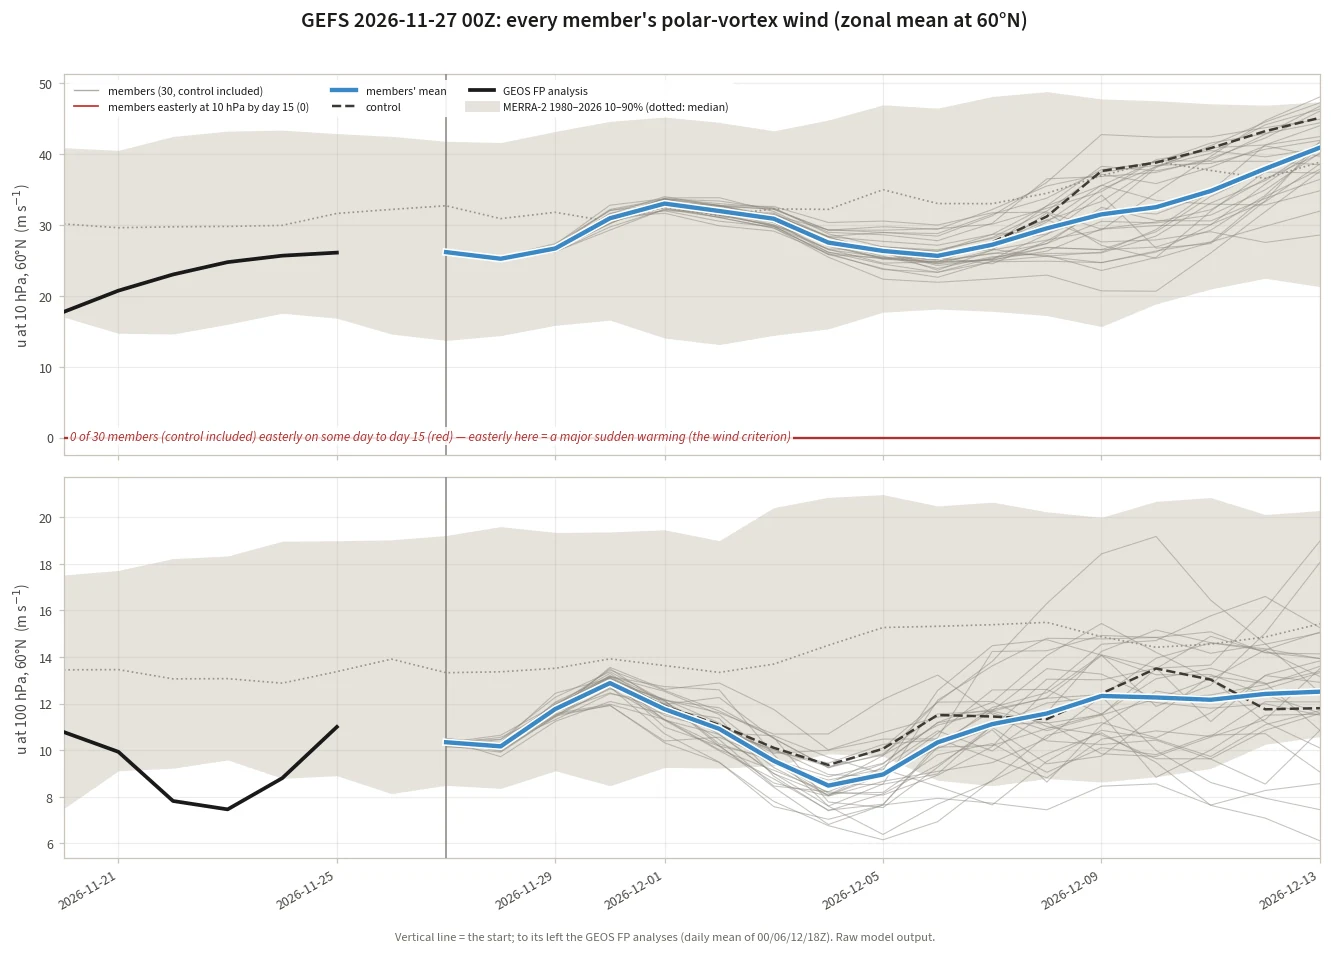 GEFS 2026-11-27 00Z: every member's polar-vortex wind (zonal mean at 60°N)
members (30, control included)
members easterly at 10 hPa by day 15 (0)
members' mean
control
GEOS FP analysis
MERRA-2 1980–2026 10–90% (dotted: median)
u at 10 hPa, 60°N (m s⁻¹)
50
40
30
20
10
0
0 of 30 members (control included) easterly on some day to day 15 (red) — easterly here = a major sudden warming (the wind criterion)
u at 100 hPa, 60°N (m s⁻¹)
20
18
16
14
12
10
8
6
2026-11-21
2026-11-25
2026-11-29
2026-12-01
2026-12-05
2026-12-09
2026-12-13
Vertical line = the start; to its left the GEOS FP analyses (daily mean of 00/06/12/18Z). Raw model output.